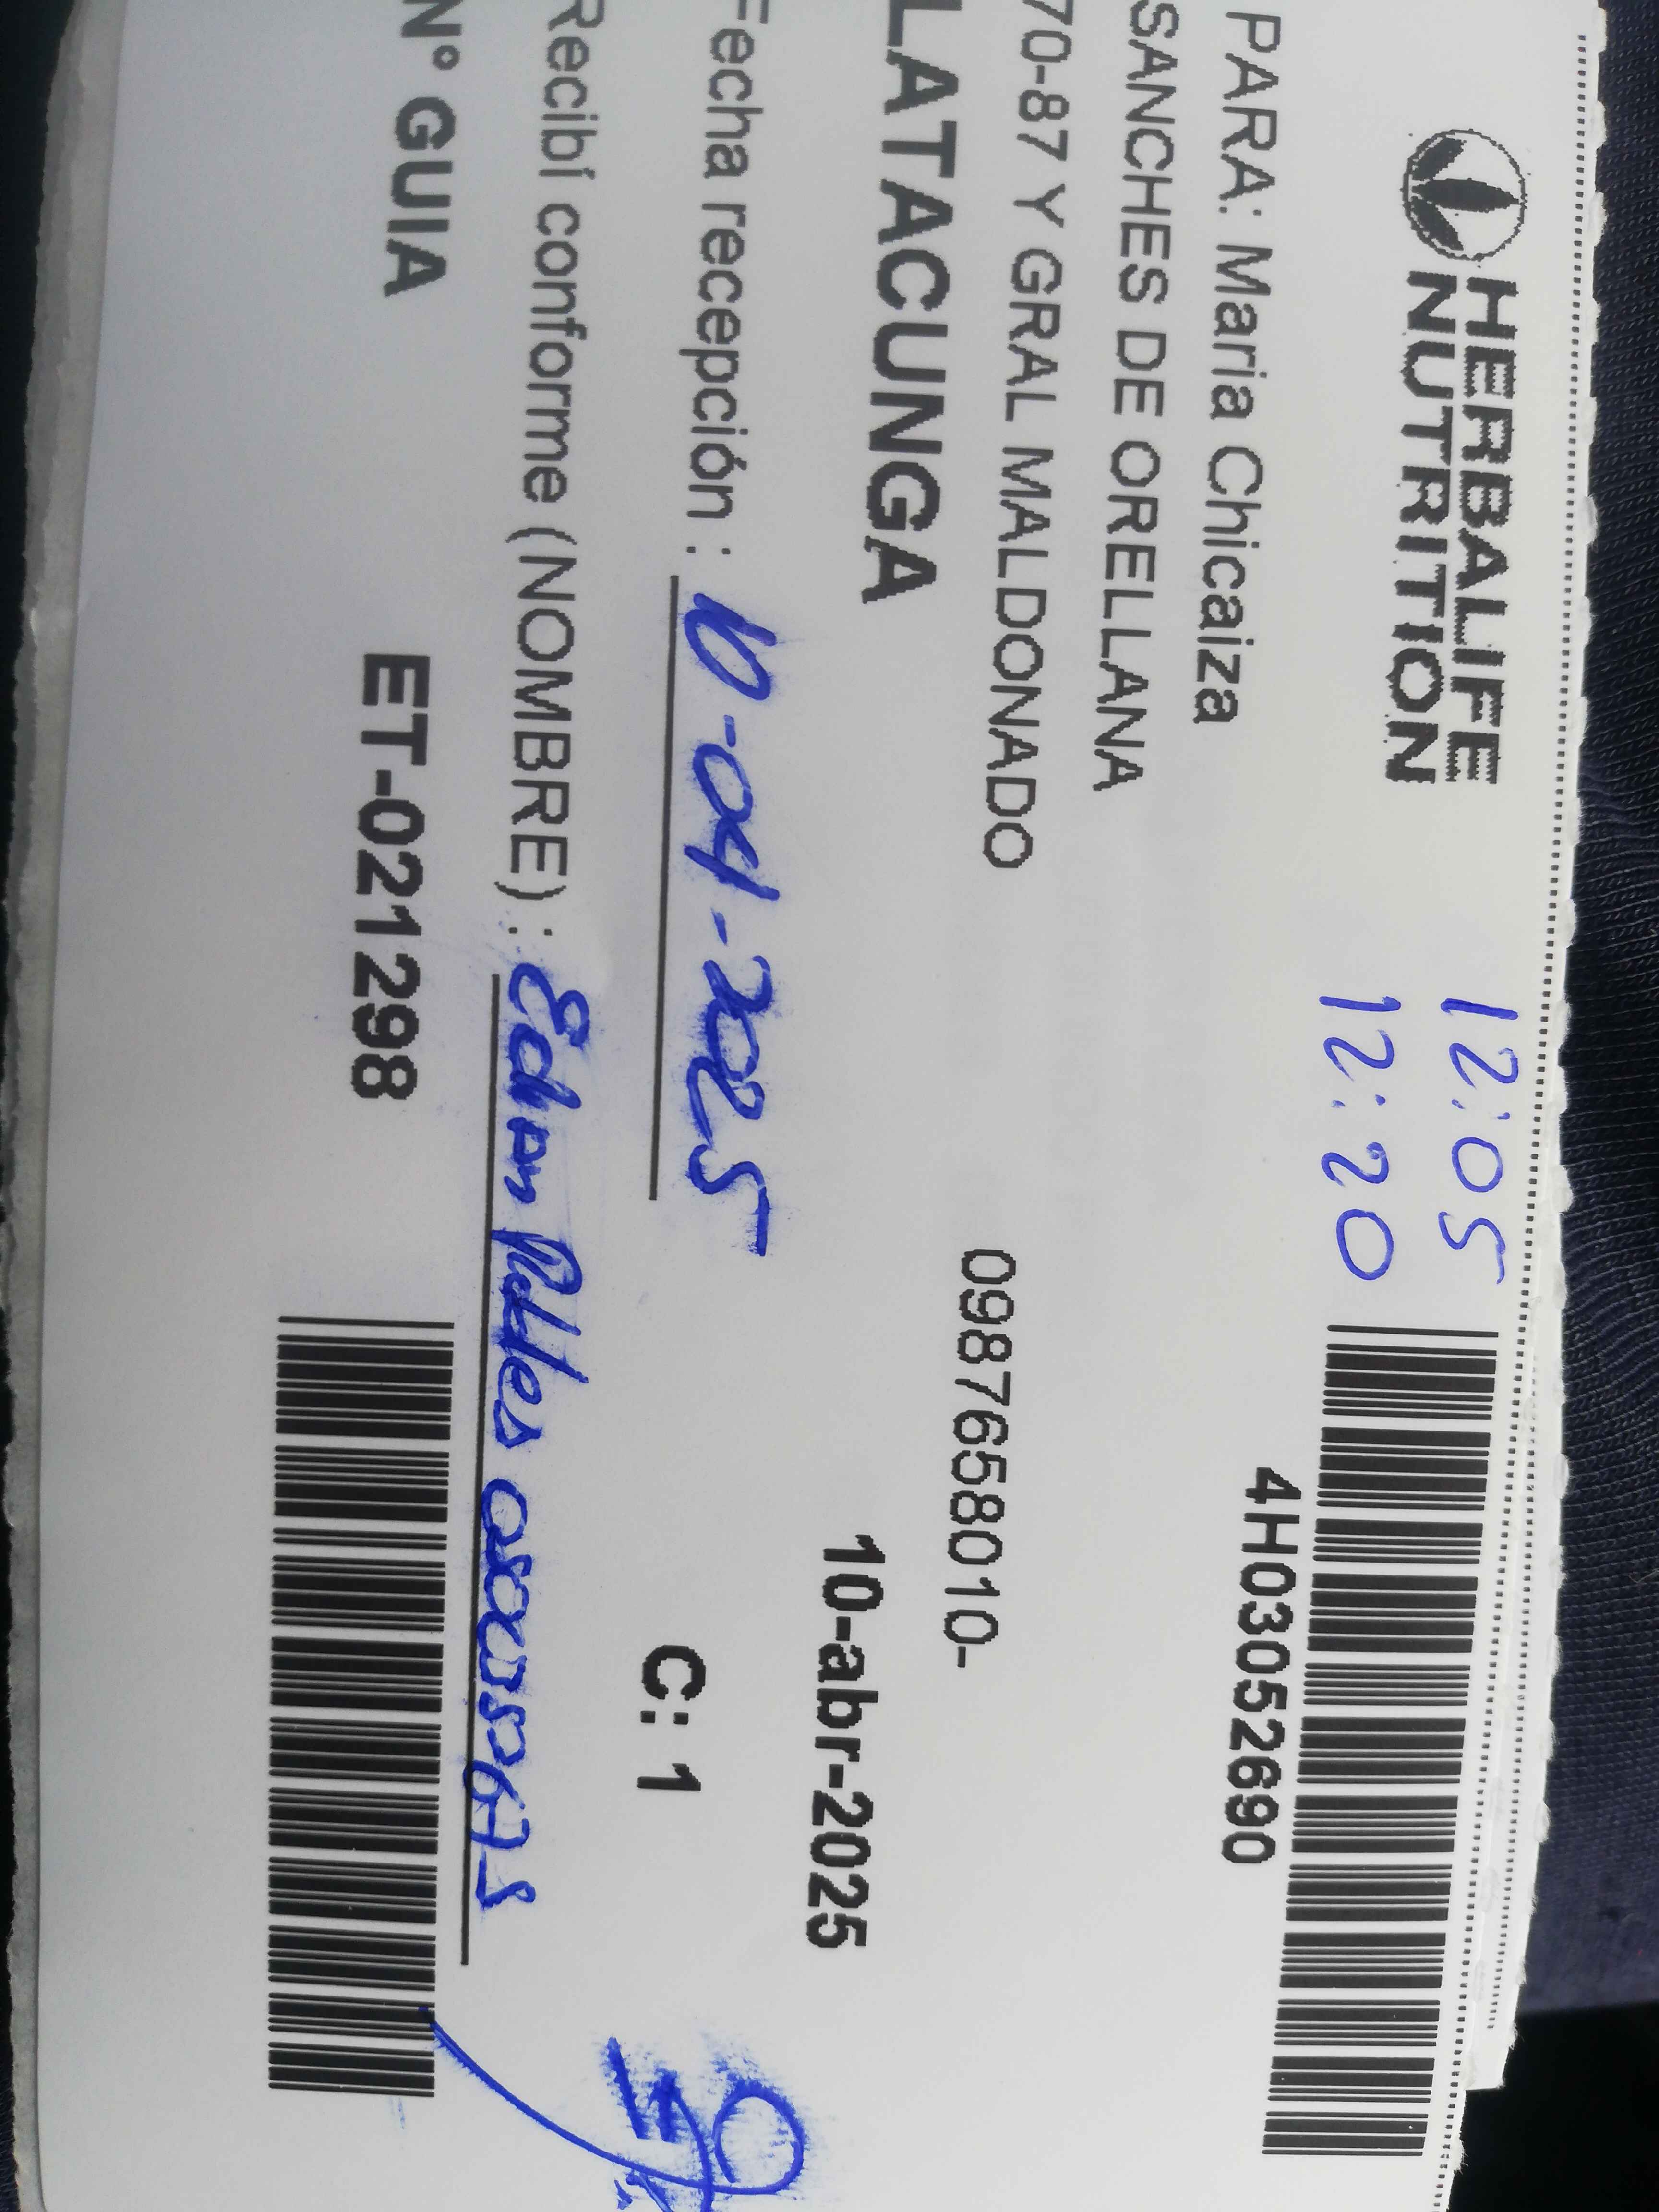 HERBALIFE
NUTRITION
12:05
12:20
4H03052690
PARA: Maria Chicaiza
SANCHES DE ORELLANA
70-87 Y GRAL MALDONADO
0987658010-
LATACUNGA
10-abr-2025
Fecha recepción : 10-04-2025
C: 1
Recibí conforme (NOMBRE) :
N° GUIA
ET-021298